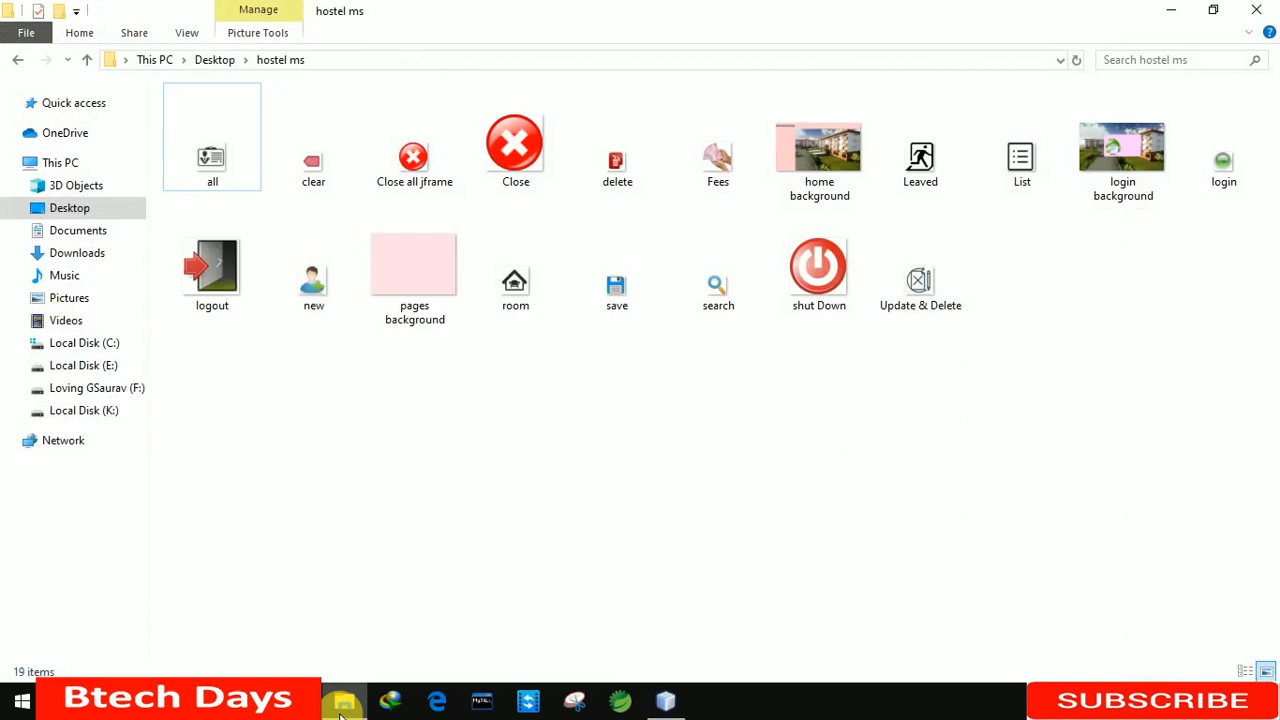 Manage
hostel ms
File
Home
Share
View
Picture Tools
This PC
Desktop
hostel ms
Search hostel ms
Quick access
OneDrive
This PC
3D Objects
Desktop
Documents
Downloads
Music
Pictures
Videos
Local Disk (C:)
Local Disk (E:)
Loving GSaurav (F:)
Local Disk (K:)
Network
all
clear
Close all jframe
Close
delete
Fees
home background
Leaved
List
login background
login
logout
new
pages background
room
save
search
shut Down
Update & Delete
19 items
Btech Days
SUBSCRIBE